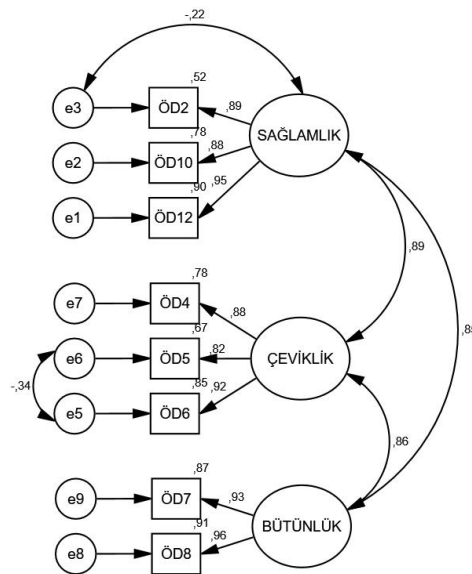 -,22
,52
e3
ÖD2
,89
SAĞLAMLIK
,78
e2
ÖD10
,88
,90
,95
e1
ÖD12
,89
,78
e7
ÖD4
,88
,85
,67
e6
ÖD5
,82
ÇEVİKLİK
-,34
,85
,92
e5
ÖD6
,86
,87
e9
ÖD7
,93
,91
BÜTÜNLÜK
e8
ÖD8
,96